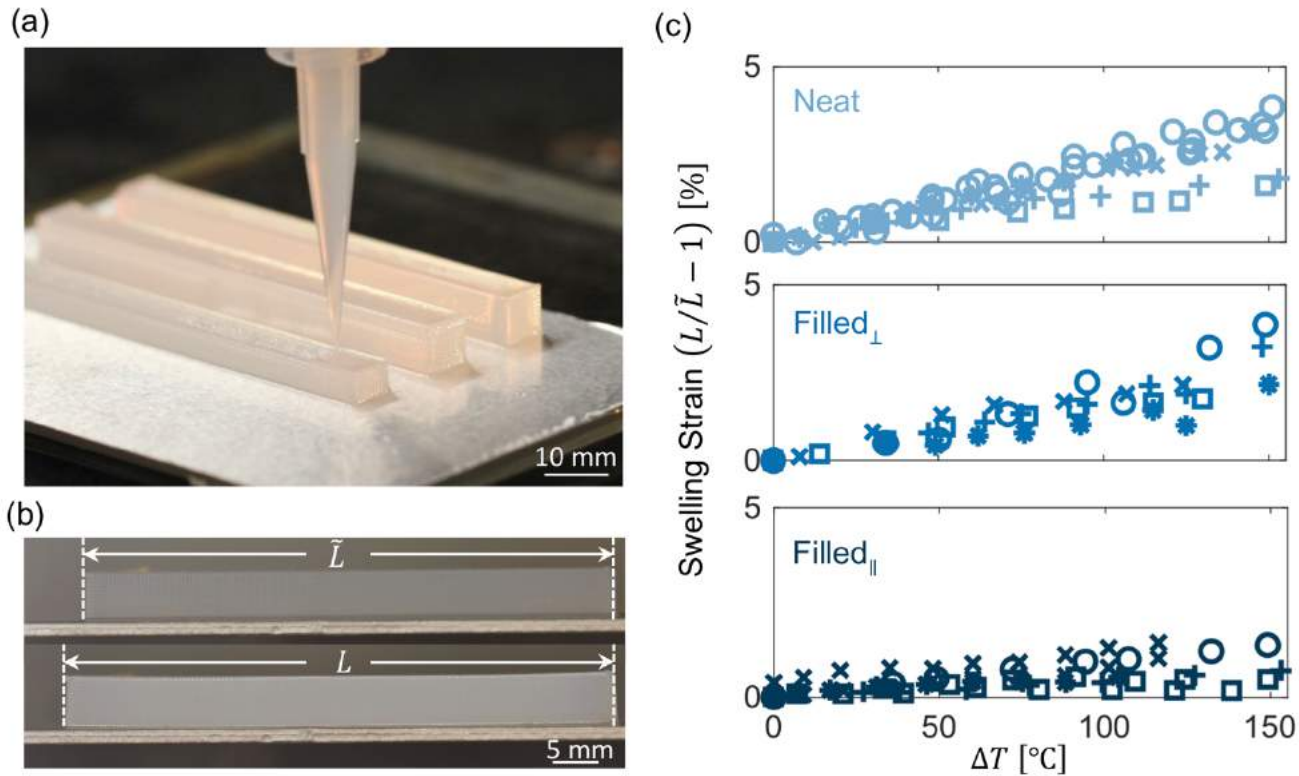 (a)
10 mm
(b)
L̃
L
5 mm
(c)
Swelling Strain (L/L̃ − 1) [%]
5
Neat
0
5
Filled⊥
0
5
Filled∥
0
0 50 100 150
ΔT [°C]